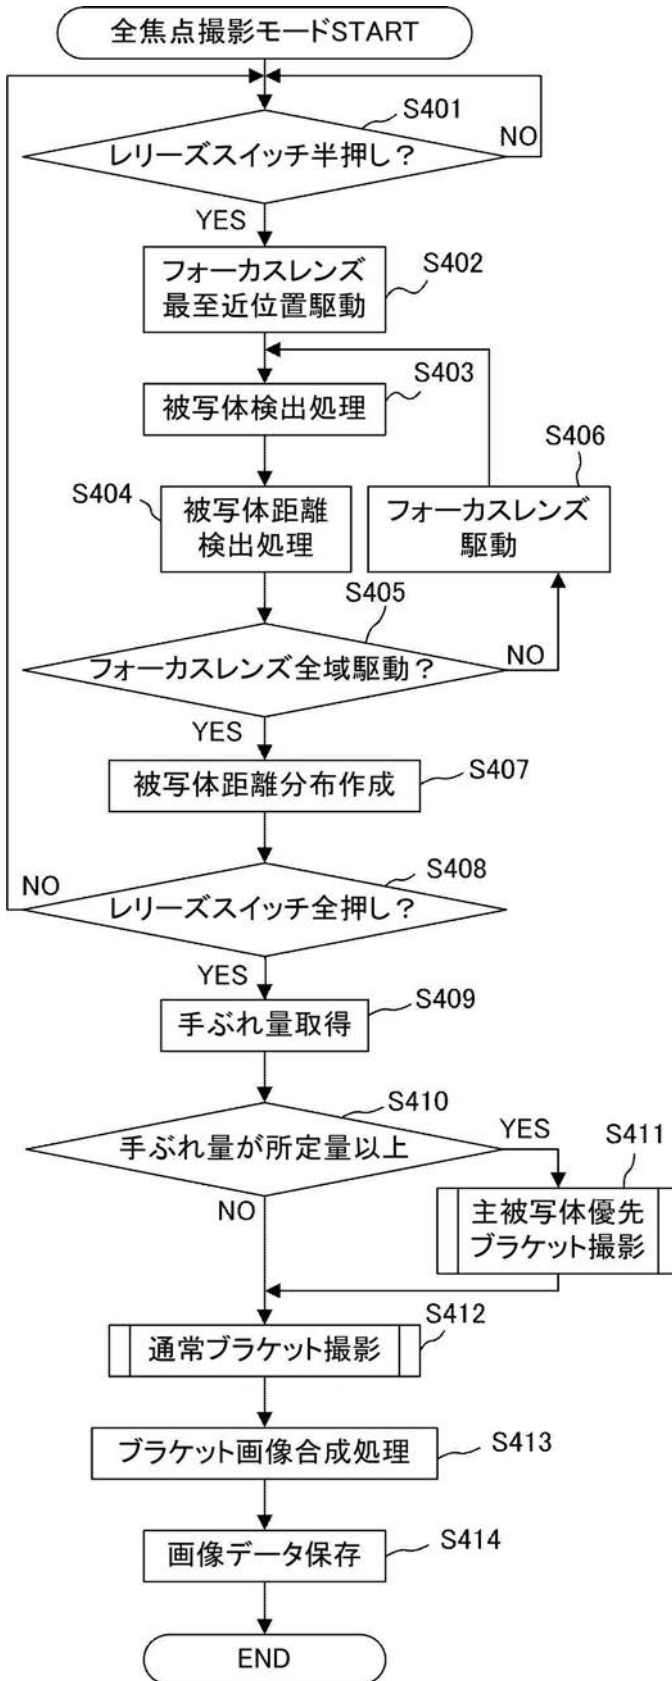 全焦点撮影モードSTART
S401
レリーズスイッチ半押し?
NO
YES
フォーカスレンズ
最至近位置駆動
S402
被写体検出処理
S403
S404
被写体距離
検出処理
S406
フォーカスレンズ
駆動
S405
フォーカスレンズ全域駆動?
NO
YES
被写体距離分布作成
S407
S408
NO
レリーズスイッチ全押し?
YES
手ぶれ量取得
S409
S410
手ぶれ量が所定量以上
YES
NO
S411
主被写体優先
ブラケット撮影
通常ブラケット撮影
S412
ブラケット画像合成処理
S413
画像データ保存
S414
END